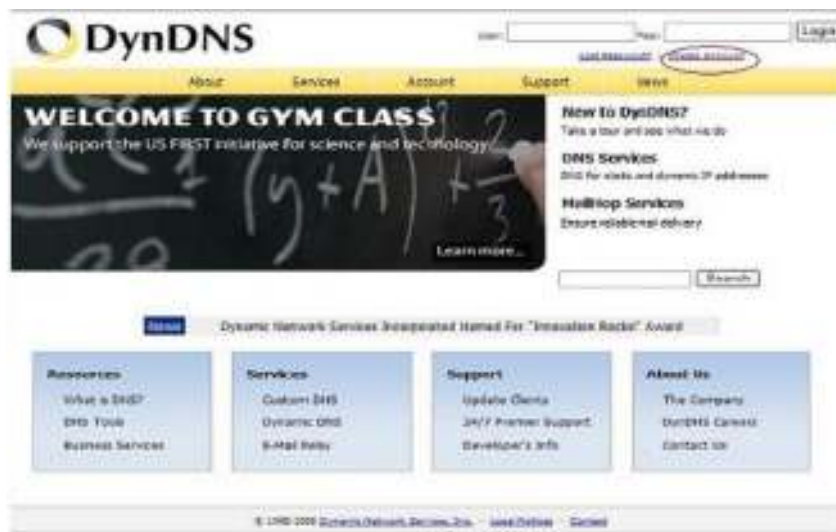 DynDNS
User:
Pass:
Login
Lost Password? Create Account
About Services Account Support News
WELCOME TO GYM CLASS
We support the US FIRST initiative for science and technology.
Learn more...
New to DynDNS?
Take a tour and see what we do
DNS Services
DNS for static and dynamic IP addresses
MailHop Services
Ensure reliable mail delivery
Search
News Dynamic Network Services Incorporated Named For "Innovation Rocks" Award
Resources
What is DNS?
DNS Tools
Business Services
Services
Custom DNS
Dynamic DNS
E-Mail Relay
Support
Update Clients
24/7 Premier Support
Developer's Info
About Us
The Company
DynDNS Careers
Contact Us
© 1998-2008 Dynamic Network Services, Inc. - Legal Notices - Contact